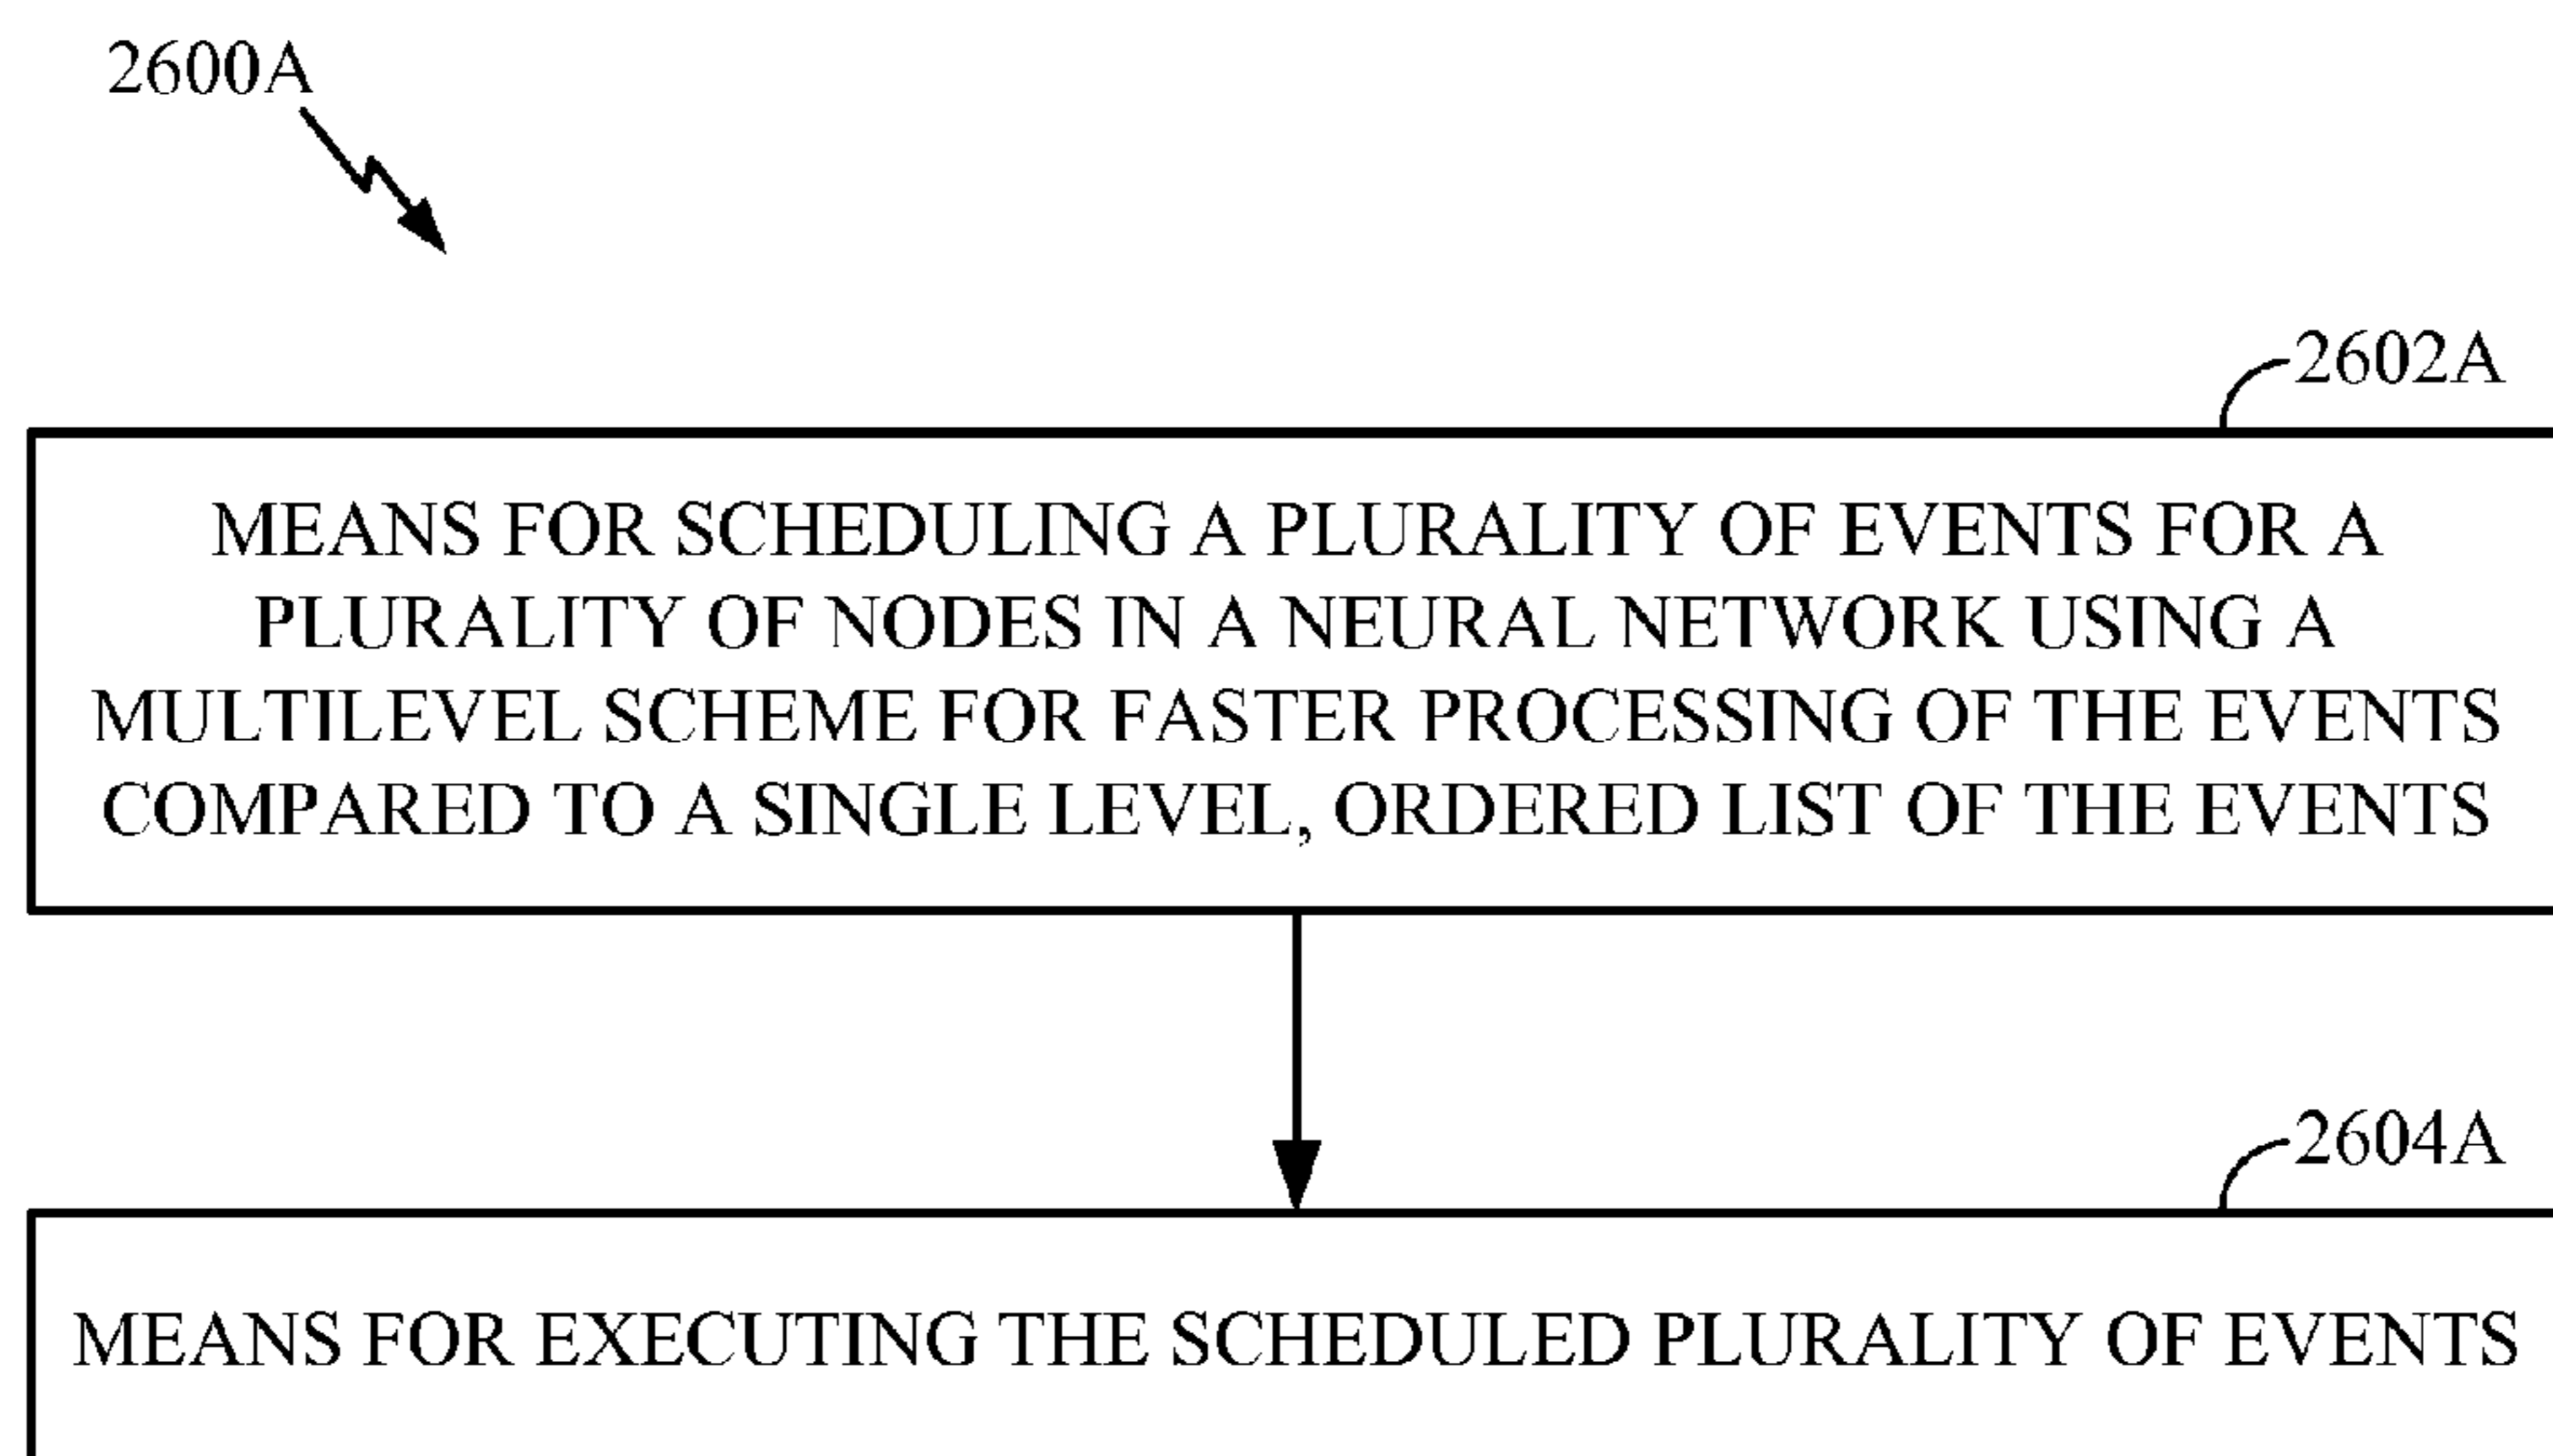 2600A
2602A
MEANS FOR SCHEDULING A PLURALITY OF EVENTS FOR A
PLURALITY OF NODES IN A NEURAL NETWORK USING A
MULTILEVEL SCHEME FOR FASTER PROCESSING OF THE EVENTS
COMPARED TO A SINGLE LEVEL, ORDERED LIST OF THE EVENTS
2604A
MEANS FOR EXECUTING THE SCHEDULED PLURALITY OF EVENTS